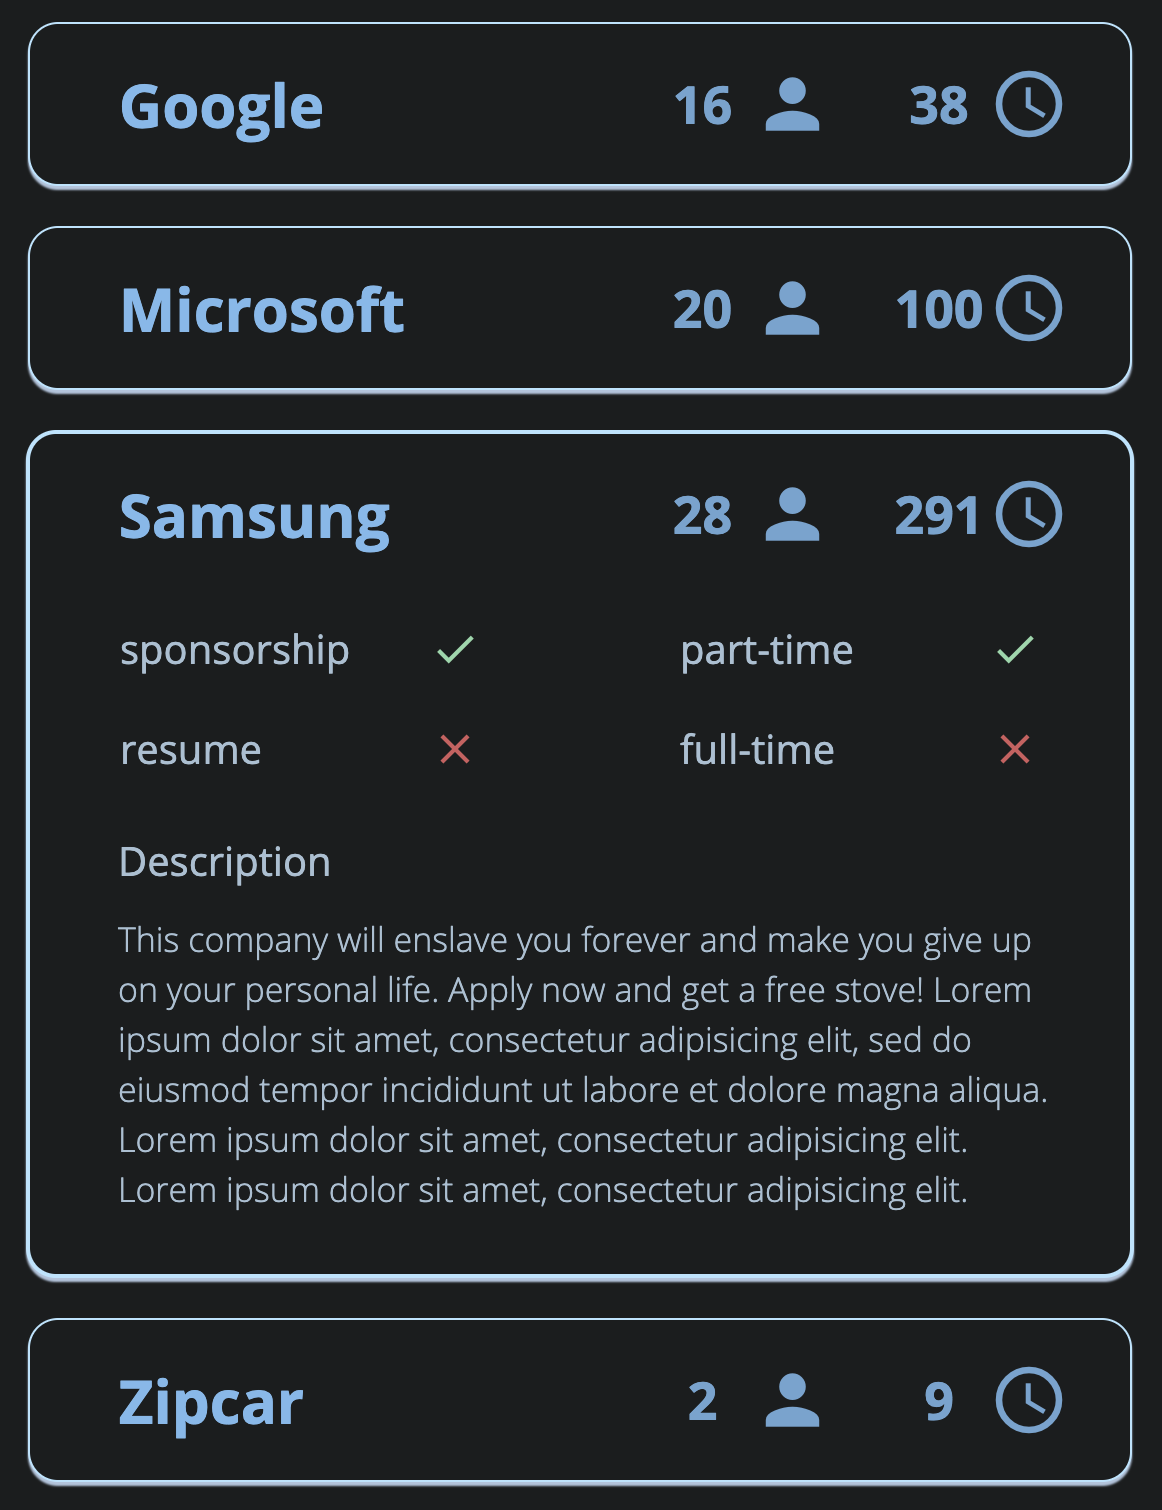 Google 16 38
Microsoft 20 100
Samsung 28 291
sponsorship part-time
resume full-time
Description
This company will enslave you forever and make you give up
on your personal life. Apply now and get a free stove! Lorem
ipsum dolor sit amet, consectetur adipisicing elit, sed do
eiusmod tempor incididunt ut labore et dolore magna aliqua.
Lorem ipsum dolor sit amet, consectetur adipisicing elit.
Lorem ipsum dolor sit amet, consectetur adipisicing elit.
Zipcar 2 9